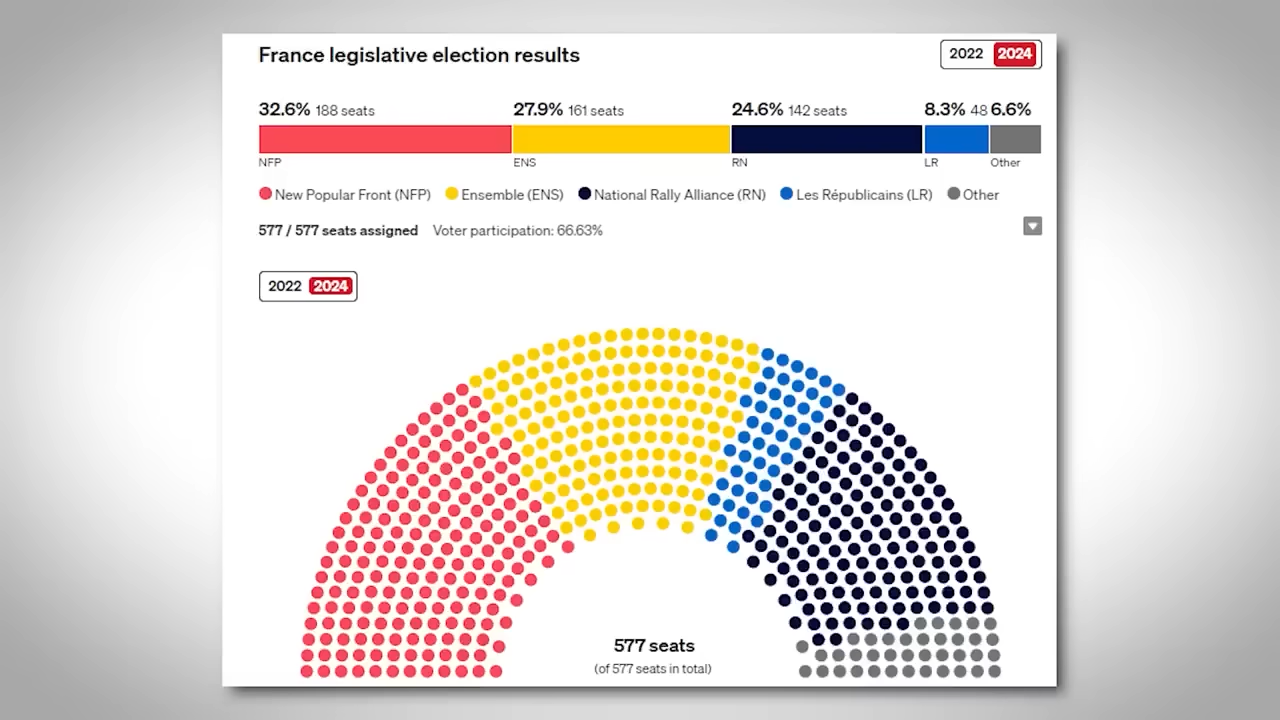 France legislative election results
2022 2024
32.6% 188 seats 27.9% 161 seats 24.6% 142 seats 8.3% 48 6.6%
NFP ENS RN LR Other
New Popular Front (NFP) Ensemble (ENS) National Rally Alliance (RN) Les Républicains (LR) Other
577 / 577 seats assigned Voter participation: 66.63%
2022 2024
577 seats
(of 577 seats in total)